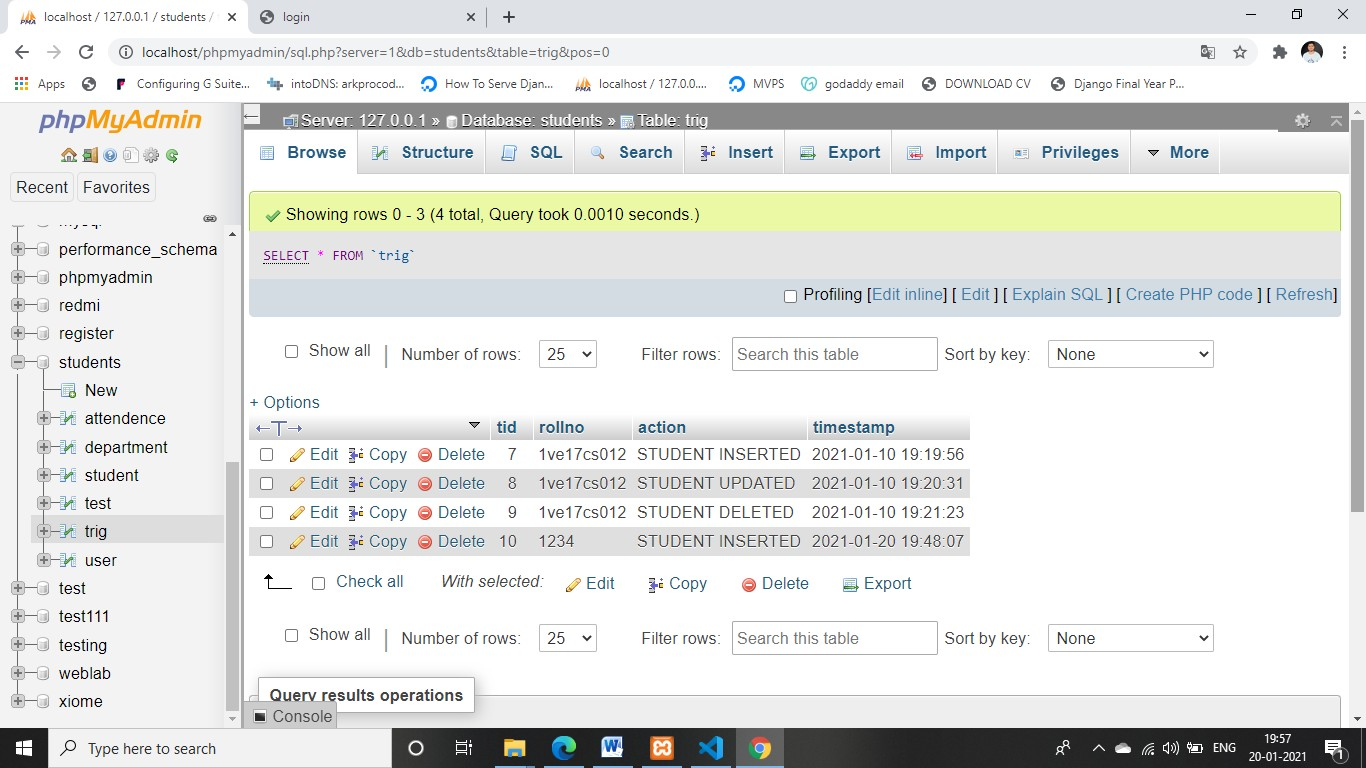 localhost / 127.0.0.1 / students /
login
localhost/phpmyadmin/sql.php?server=1&db=students&table=trig&pos=0
Apps Configuring G Suite... intoDNS: arkprocod... How To Serve Djan... localhost / 127.0.0.... MVPS godaddy email DOWNLOAD CV Django Final Year P...
phpMyAdmin
Recent Favorites
mysql
performance_schema
phpmyadmin
redmi
register
students
New
attendence
department
student
test
trig
user
test
test111
testing
weblab
xiome
Server: 127.0.0.1 » Database: students » Table: trig
Browse Structure SQL Search Insert Export Import Privileges More
Showing rows 0 - 3 (4 total, Query took 0.0010 seconds.)
SELECT * FROM `trig`
Profiling [Edit inline] [ Edit ] [ Explain SQL ] [ Create PHP code ] [ Refresh]
Show all Number of rows: 25 Filter rows: Search this table Sort by key: None
+ Options
←T→ tid rollno action timestamp
Edit Copy Delete 7 1ve17cs012 STUDENT INSERTED 2021-01-10 19:19:56
Edit Copy Delete 8 1ve17cs012 STUDENT UPDATED 2021-01-10 19:20:31
Edit Copy Delete 9 1ve17cs012 STUDENT DELETED 2021-01-10 19:21:23
Edit Copy Delete 10 1234 STUDENT INSERTED 2021-01-20 19:48:07
Check all With selected: Edit Copy Delete Export
Show all Number of rows: 25 Filter rows: Search this table Sort by key: None
Query results operations
Console
Type here to search
ENG
19:57
20-01-2021
1